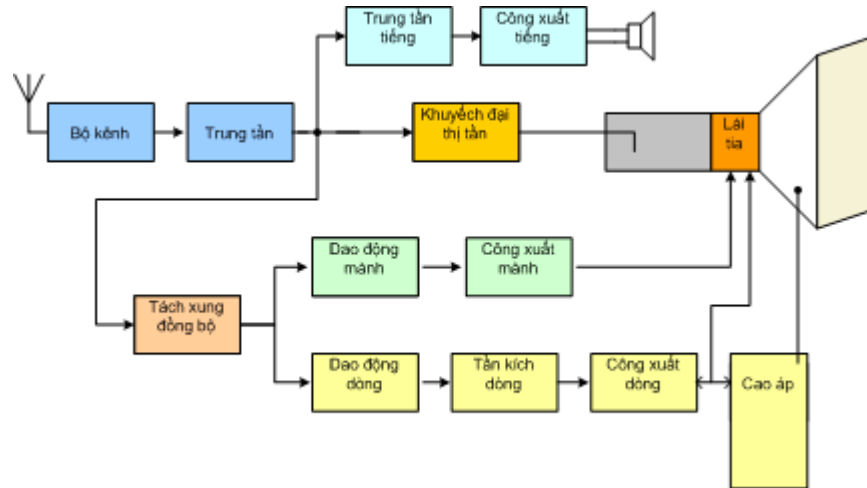 Trung tần
tiếng
Công xuất
tiếng
Bộ kênh
Trung tần
Khuyếch đại
thị tần
Lái
tia
Dao động
mành
Công xuất
mành
Tách xung
đồng bộ
Dao động
dòng
Tần kích
dòng
Công xuất
dòng
Cao áp